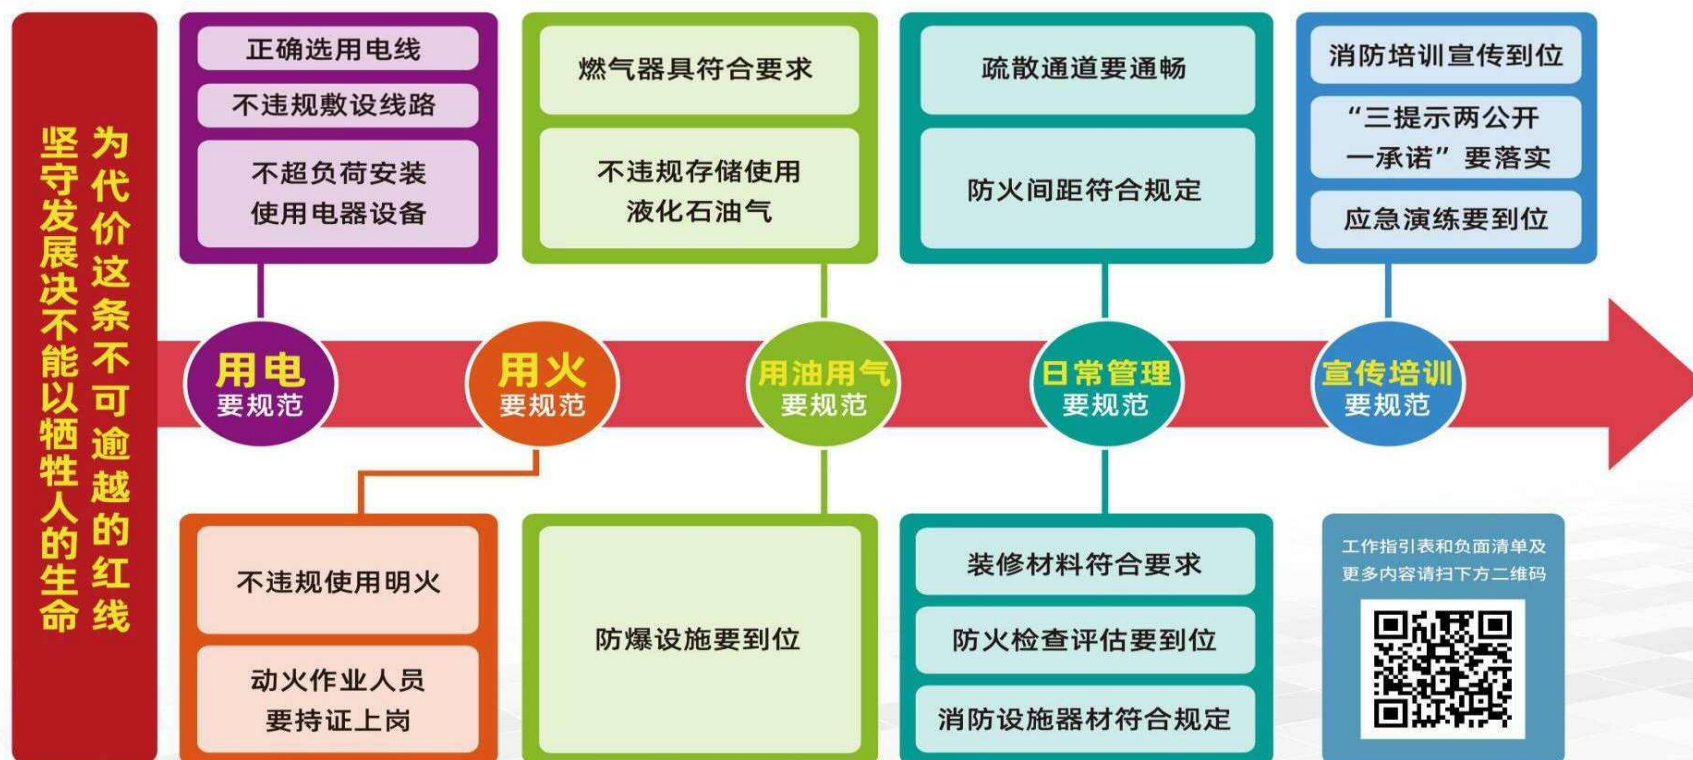 坚守发展决不能以牺牲人的生命
为代价这条不可逾越的红线
正确选用电线
不违规敷设线路
不超负荷安装
使用电器设备
燃气器具符合要求
不违规存储使用
液化石油气
疏散通道要通畅
防火间距符合规定
消防培训宣传到位
“三提示两公开
一承诺”要落实
应急演练要到位
用电
要规范
用火
要规范
用油用气
要规范
日常管理
要规范
宣传培训
要规范
不违规使用明火
动火作业人员
要持证上岗
防爆设施要到位
装修材料符合要求
防火检查评估要到位
消防设施器材符合规定
工作指引表和负面清单及
更多内容请扫下方二维码